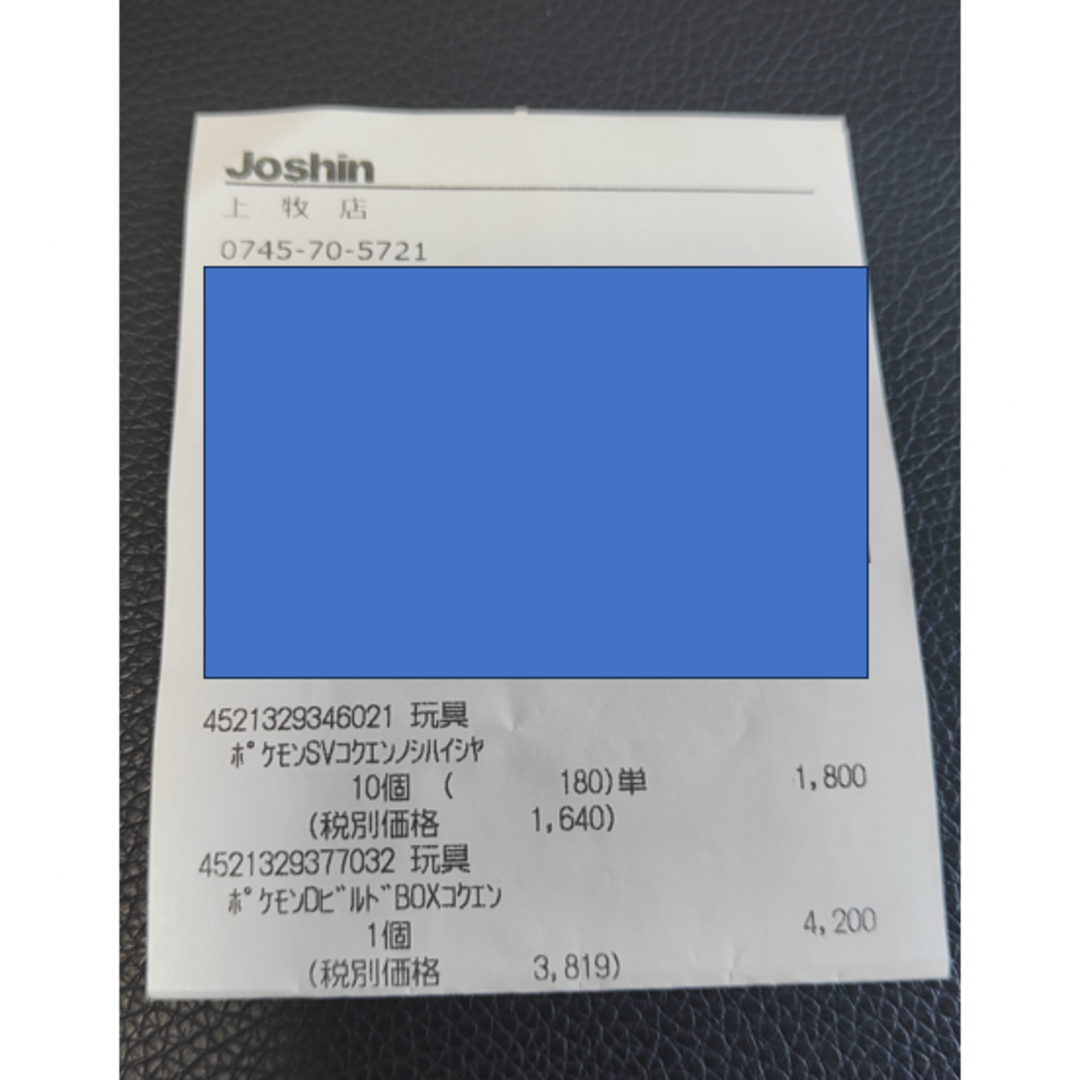 Joshin
上牧店
0745-70-5721
4521329346021 玩具
ﾎﾟｹﾓﾝSVｺｸｴﾝﾉｼﾊｲｼﾔ
10個 ( 180)単 1,800
(税別価格 1,640)
4521329377032 玩具
ﾎﾟｹﾓﾝDﾋﾞﾙﾄﾞBOXｺｸｴﾝ
1個 4,200
(税別価格 3,819)